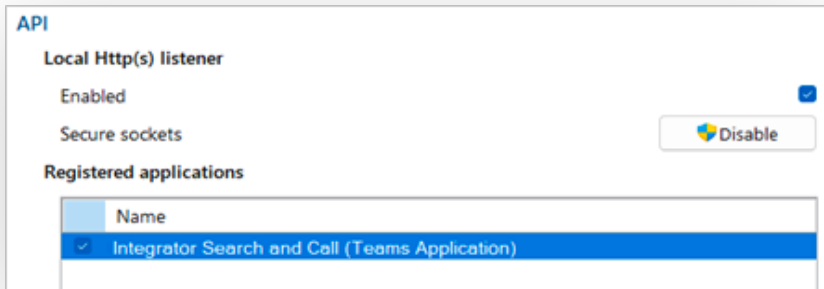 API
Local Http(s) listener
Enabled
Secure sockets
Disable
Registered applications
Name
Integrator Search and Call (Teams Application)